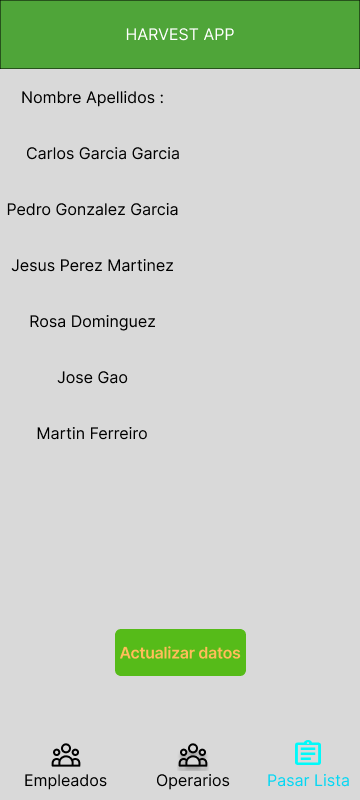 HARVEST APP
Nombre Apellidos :
Carlos Garcia Garcia
Pedro Gonzalez Garcia
Jesus Perez Martinez
Rosa Dominguez
Jose Gao
Martin Ferreiro
Actualizar datos
Empleados Operarios Pasar Lista